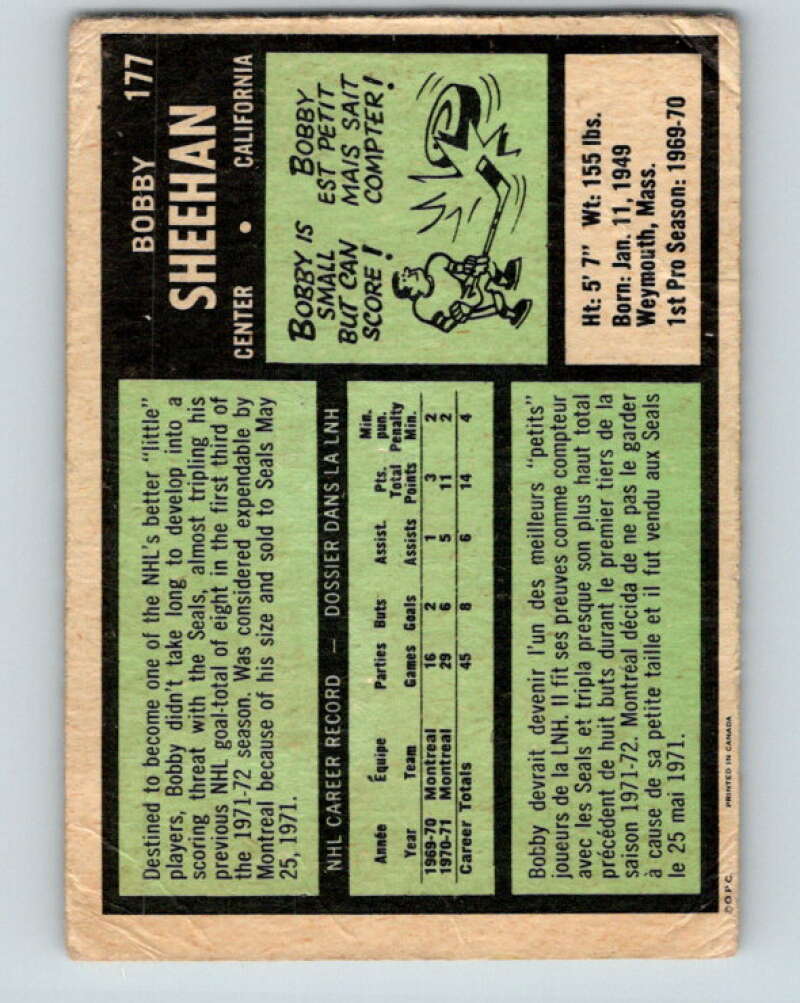 BOBBY 177
SHEEHAN
CENTER • CALIFORNIA
Destined to become one of the NHL's better "little"
players, Bobby didn't take long to develop into a
scoring threat with the Seals, almost tripling his
previous NHL goal-total of eight in the first third of
the 1971-72 season. Was considered expendable by
Montreal because of his size and sold to Seals May
25, 1971.
BOBBY IS
SMALL
BUT CAN
SCORE!
BOBBY
EST PETIT
MAIS SAIT
COMPTER!
NHL CAREER RECORD — DOSSIER DANS LA LNH
Année Équipe Parties Buts Assist. Pts. Total Min. pun. Penalty
Year Team Games Goals Assists Points Min.
1969-70 Montreal 16 2 1 3 2
1970-71 Montreal 29 6 5 11 2
Career Totals 45 8 6 14 4
Ht: 5' 7" Wt: 155 lbs.
Born: Jan. 11, 1949
Weymouth, Mass.
1st Pro Season: 1969-70
Bobby devrait devenir l'un des meilleurs "petits"
joueurs de la LNH. Il fit ses preuves comme compteur
avec les Seals et tripla presque son plus haut total
précédent de huit buts durant le premier tiers de la
saison 1971-72. Montréal décida de ne pas le garder
à cause de sa petite taille et il fut vendu aux Seals
le 25 mai 1971.
©O.P.C. PRINTED IN CANADA